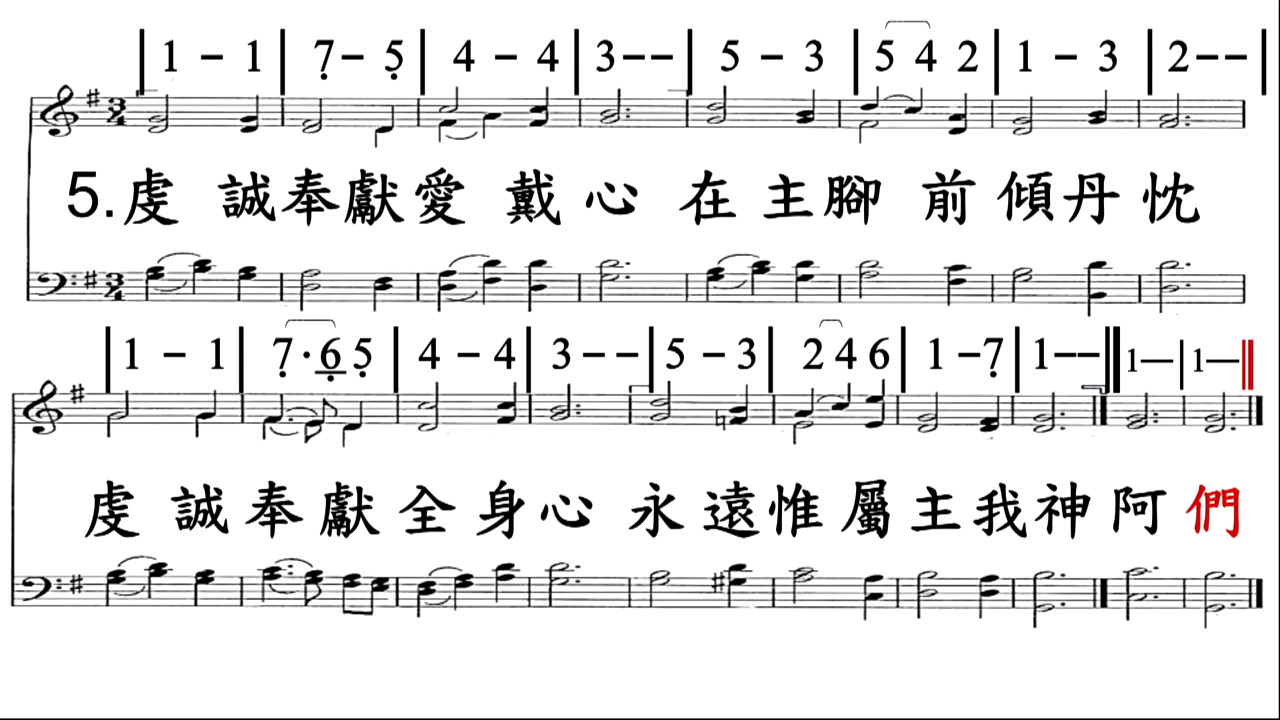 1 – 1 7 – 5 4 – 4 3 – – 5 – 3 5 4 2 1 – 3 2 – –
5.虔 誠奉獻愛 戴 心 在 主 腳 前 傾丹 忱
1 – 1 7 · 6 5 4 – 4 3 – – 5 – 3 2 4 6 1 – 7 1 – – 1 — 1 —
虔 誠 奉 獻 全 身 心 永 遠 惟 屬 主 我 神 阿 們